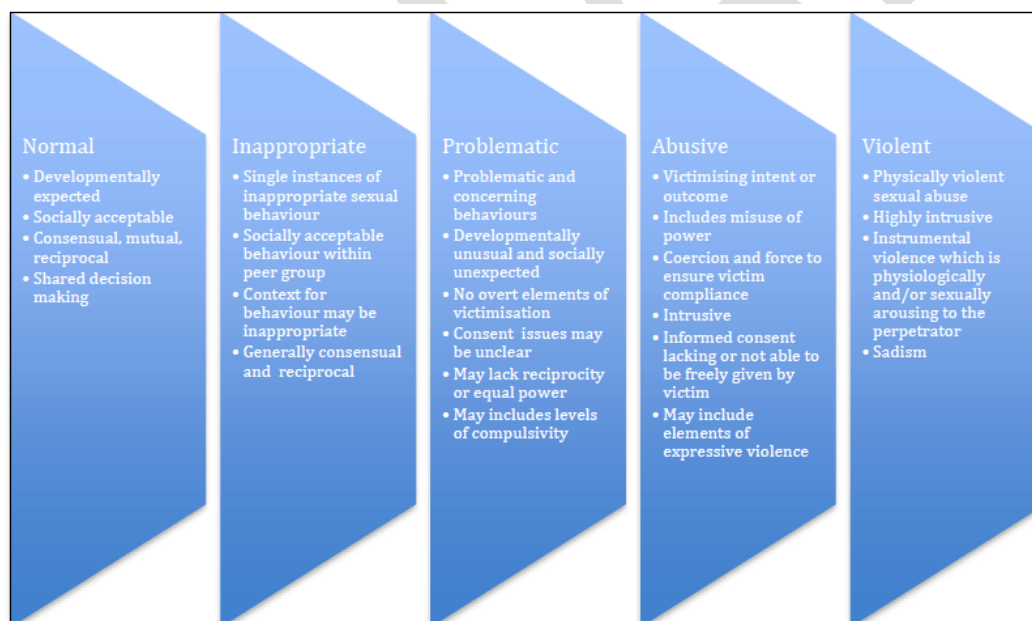 Normal
• Developmentally
expected
• Socially acceptable
• Consensual, mutual,
reciprocal
• Shared decision
making
Inappropriate
• Single instances of
inappropriate sexual
behaviour
• Socially acceptable
behaviour within
peer group
• Context for
behaviour may be
inappropriate
• Generally consensual
and reciprocal
Problematic
• Problematic and
concerning
behaviours
• Developmentally
unusual and socially
unexpected
• No overt elements of
victimisation
• Consent issues may
be unclear
• May lack reciprocity
or equal power
• May includes levels
of compulsivity
Abusive
• Victimising intent or
outcome
• Includes misuse of
power
• Coercion and force to
ensure victim
compliance
• Intrusive
• Informed consent
lacking or not able to
be freely given by
victim
• May include
elements of
expressive violence
Violent
• Physically violent
sexual abuse
• Highly intrusive
• Instrumental
violence which is
physiologically
and/or sexually
arousing to the
perpetrator
• Sadism